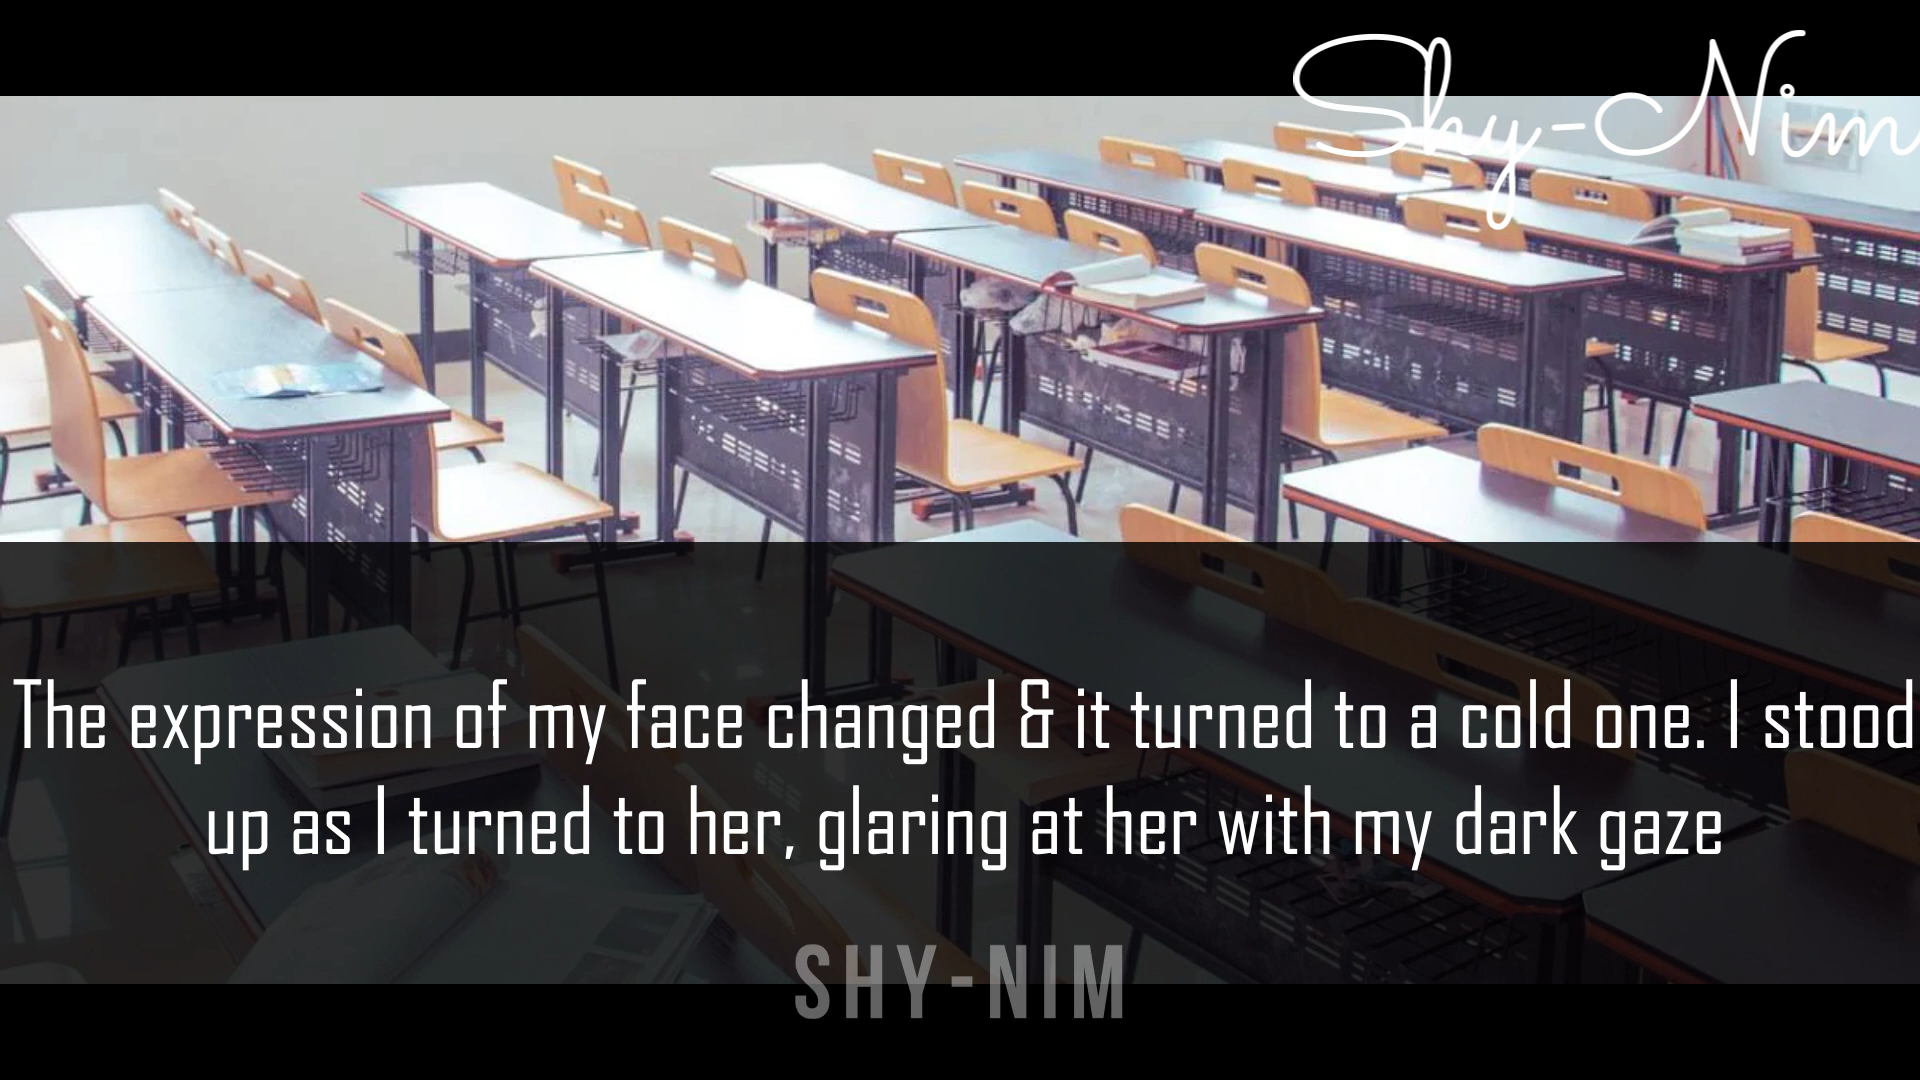 Shy-Nim
The expression of my face changed & it turned to a cold one. I stood
up as I turned to her, glaring at her with my dark gaze
SHY-NIM